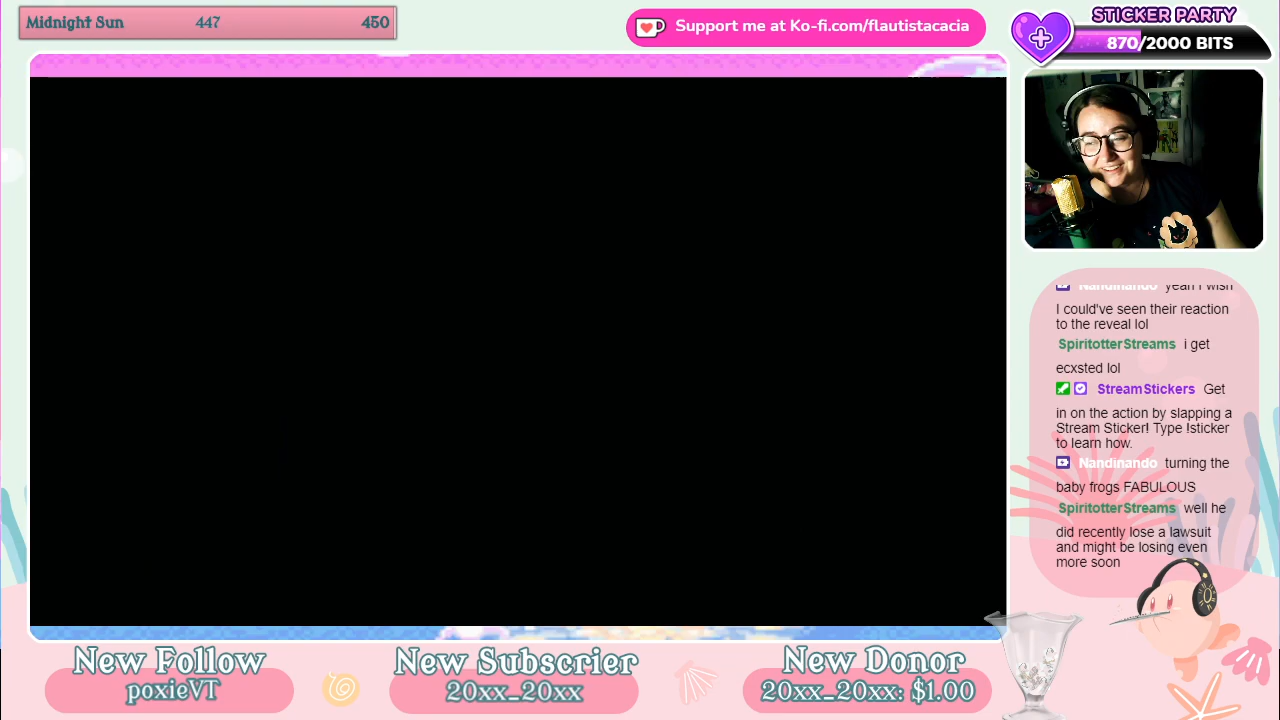 Midnight Sun 447 450
Support me at Ko-fi.com/flautistacacia
STICKER PARTY
870/2000 BITS
Nandinando yeah I wish
I could've seen their reaction
to the reveal lol
SpiritotterStreams i get
ecxsted lol
StreamStickers Get
in on the action by slapping a
Stream Sticker! Type !sticker
to learn how.
Nandinando turning the
baby frogs FABULOUS
SpiritotterStreams well he
did recently lose a lawsuit
and might be losing even
more soon
New Follow
poxieVT
New Subscrier
20xx_20xx
New Donor
20xx_20xx: $1.00